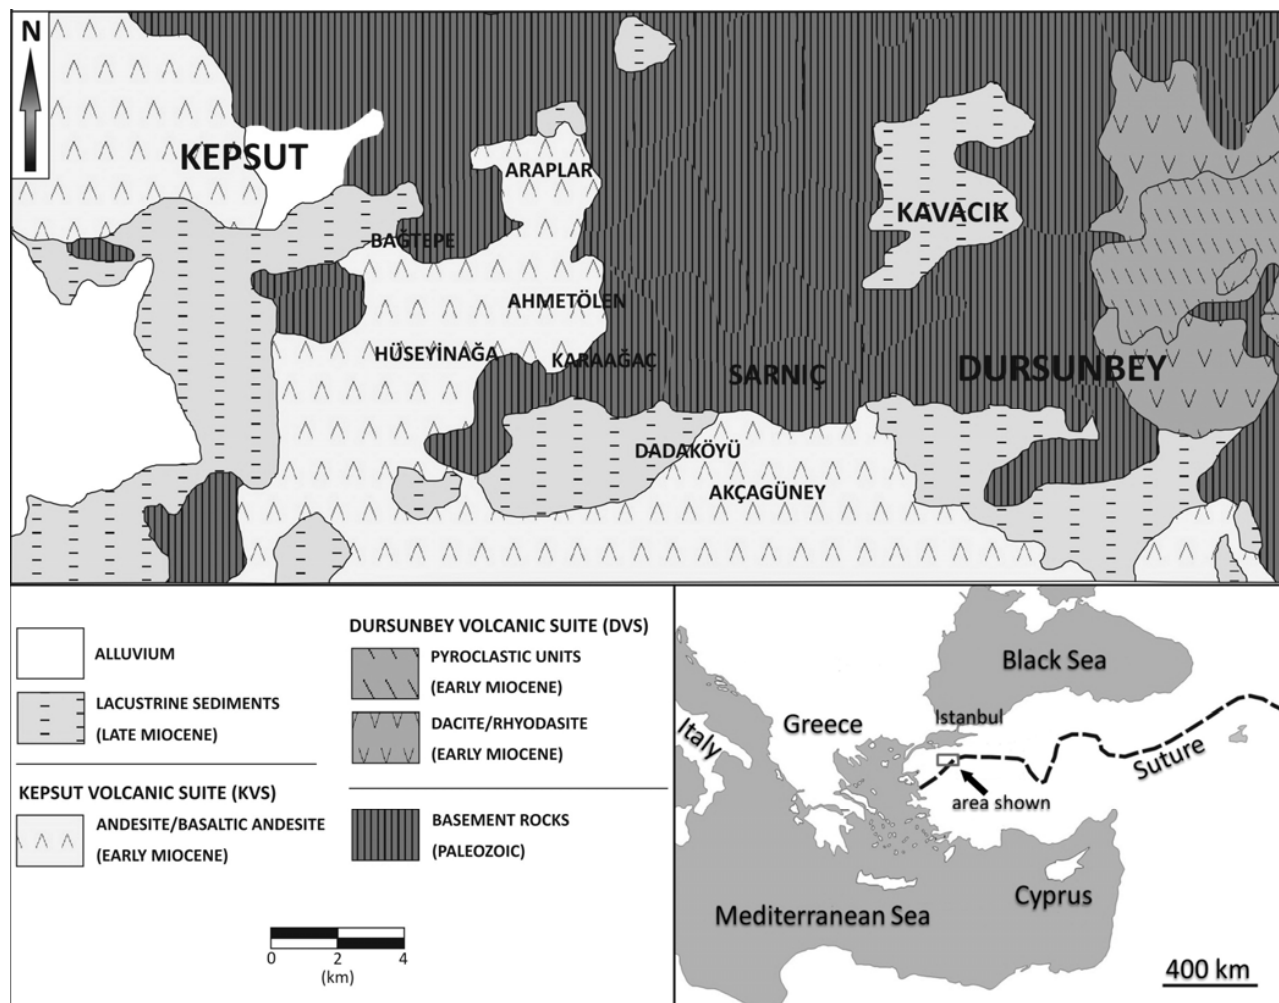 N
KEPSUT
ARAPLAR
KAVACIK
BAĞTEPE
AHMETÖLEN
HÜSEYİNAĞA
KARAAĞAÇ
SARNIÇ
DURSUNBEY
DADAKÖYÜ
AKÇAGÜNEY
ALLUVIUM
LACUSTRINE SEDIMENTS
(LATE MIOCENE)
KEPSUT VOLCANIC SUITE (KVS)
ANDESITE/BASALTIC ANDESITE
(EARLY MIOCENE)
DURSUNBEY VOLCANIC SUITE (DVS)
PYROCLASTIC UNITS
(EARLY MIOCENE)
DACITE/RHYODASITE
(EARLY MIOCENE)
BASEMENT ROCKS
(PALEOZOIC)
0 2 4
(km)
Black Sea
Istanbul
Greece
Italy
Suture
area shown
Cyprus
Mediterranean Sea
400 km